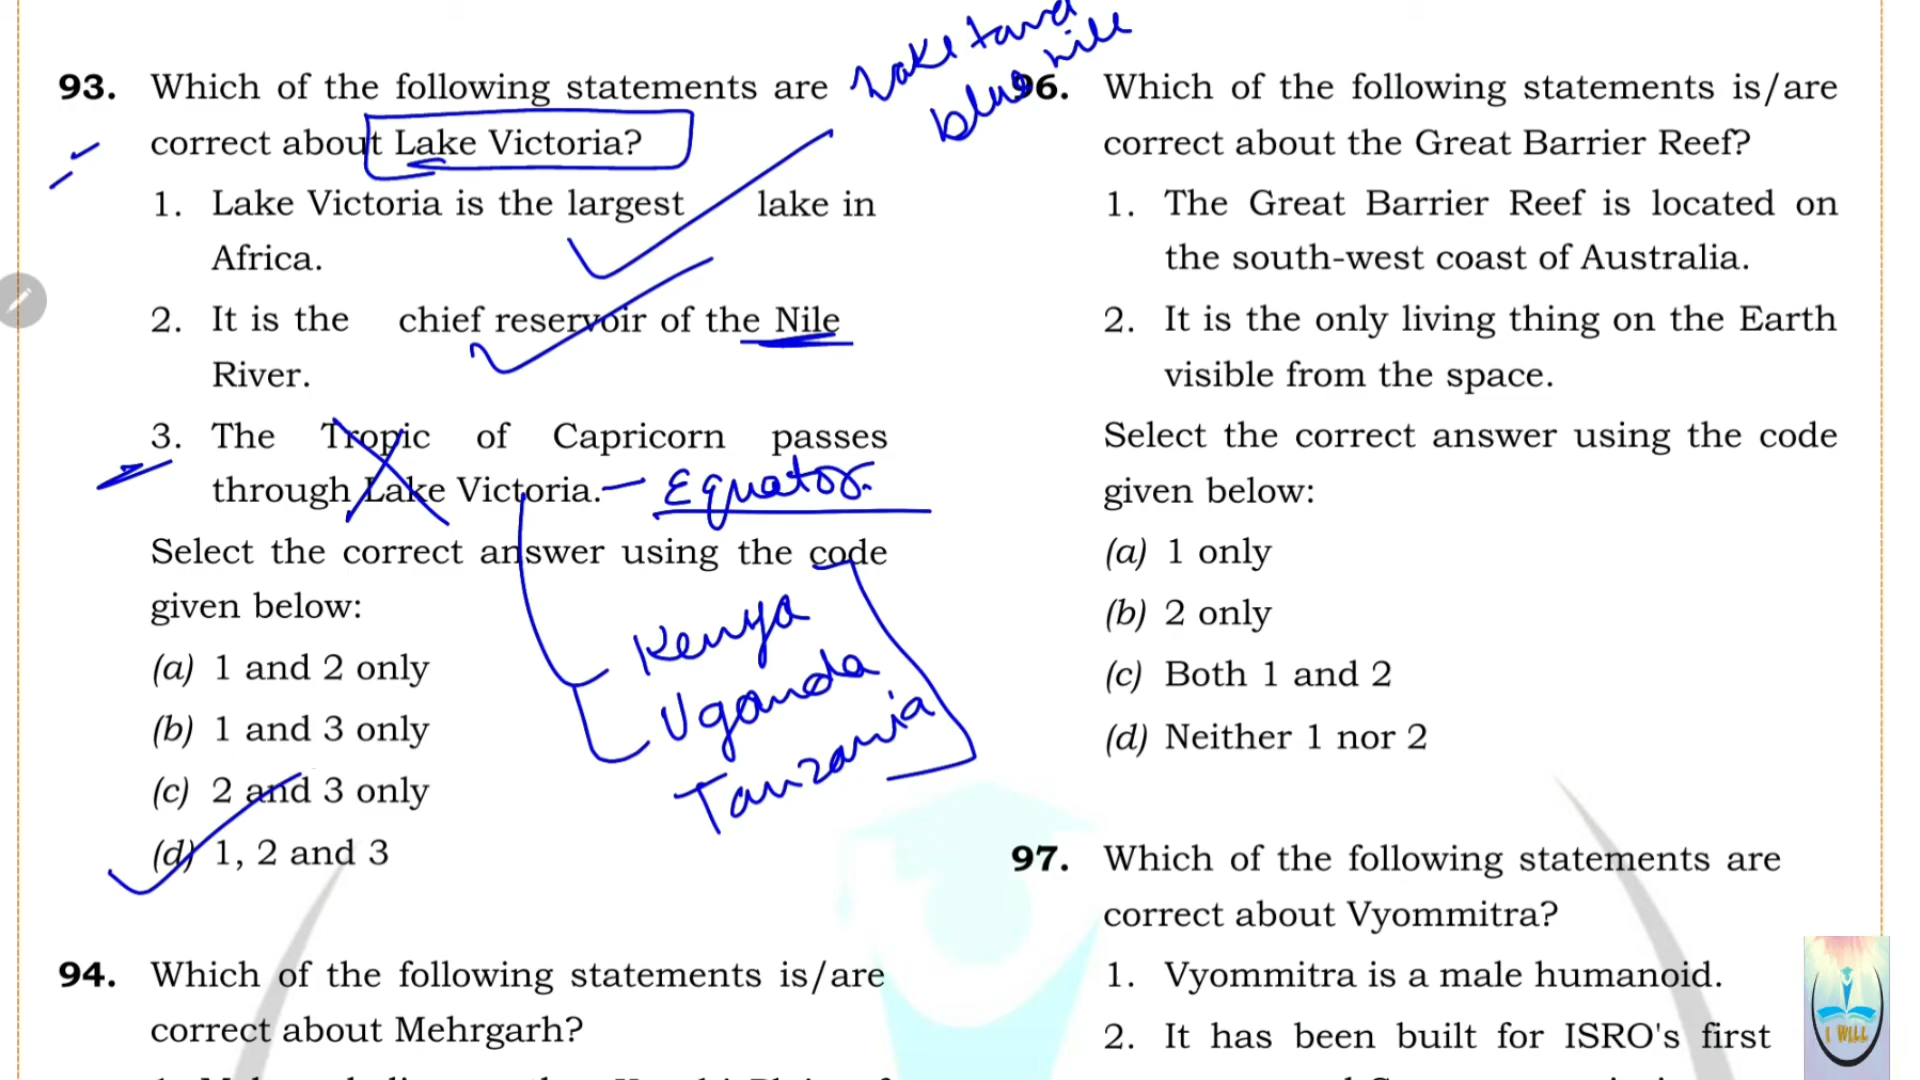 93. Which of the following statements are
correct about Lake Victoria?
1. Lake Victoria is the largest lake in
Africa.
2. It is the chief reservoir of the Nile
River.
3. The Tropic of Capricorn passes
through Lake Victoria. – Equator.
Select the correct answer using the code
given below:
Kenya
Uganda
Tanzania
(a) 1 and 2 only
(b) 1 and 3 only
(c) 2 and 3 only
(d) 1, 2 and 3
94. Which of the following statements is/are
correct about Mehrgarh?
Lake tana
blue nile
96. Which of the following statements is/are
correct about the Great Barrier Reef?
1. The Great Barrier Reef is located on
the south-west coast of Australia.
2. It is the only living thing on the Earth
visible from the space.
Select the correct answer using the code
given below:
(a) 1 only
(b) 2 only
(c) Both 1 and 2
(d) Neither 1 nor 2
97. Which of the following statements are
correct about Vyommitra?
1. Vyommitra is a male humanoid.
2. It has been built for ISRO's first
I WILL